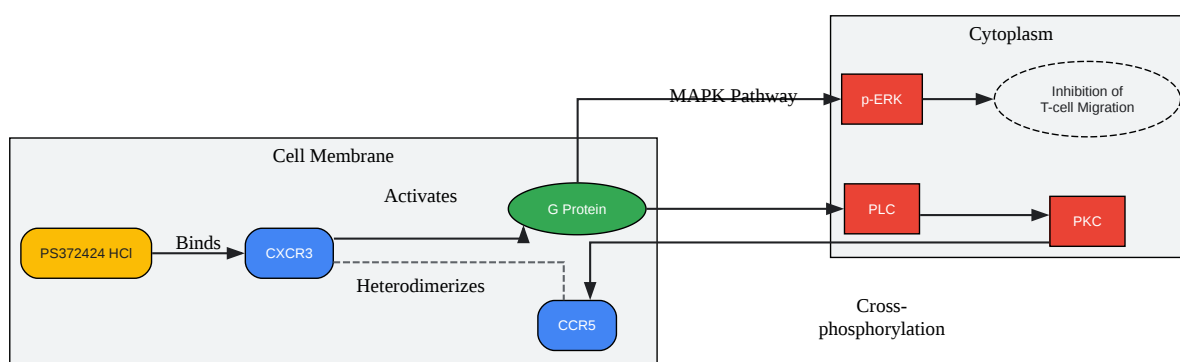 Cytoplasm
MAPK Pathway
p-ERK
Inhibition of
T-cell Migration
Cell Membrane
Activates
G Protein
PLC
PKC
PS372424 HCl
Binds
CXCR3
Heterodimerizes
CCR5
Cross-
phosphorylation